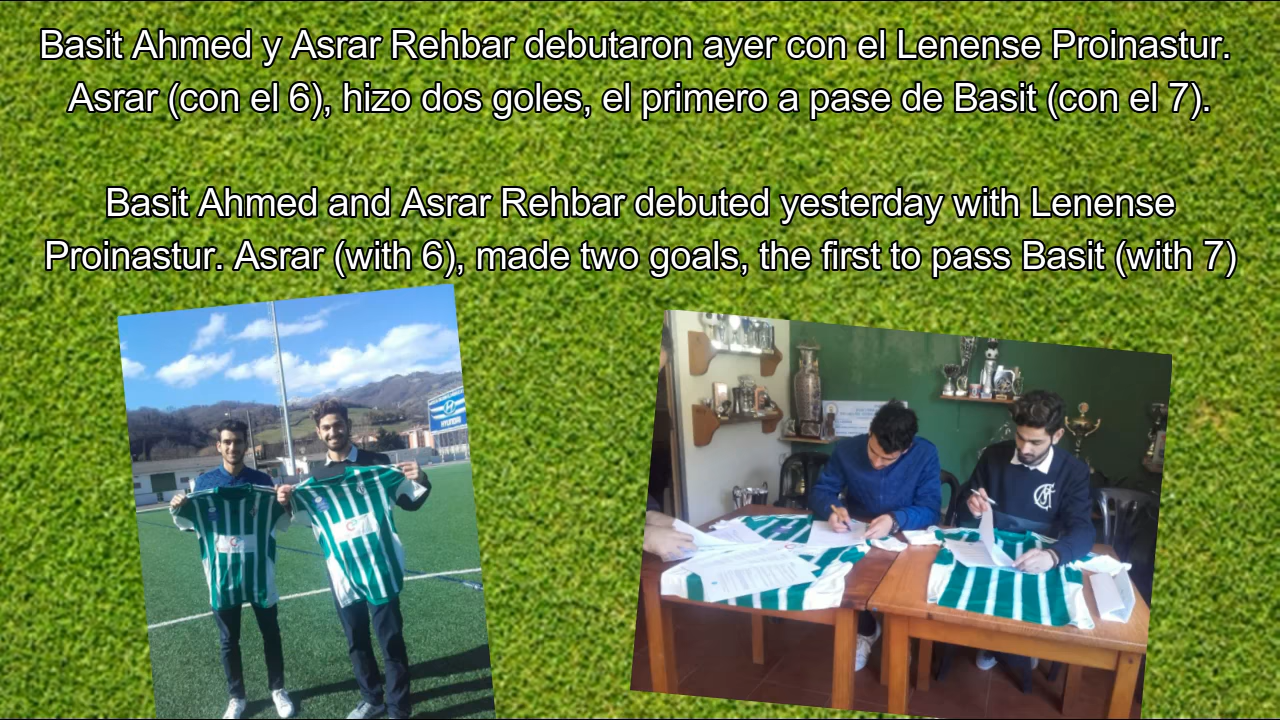 Basit Ahmed y Asrar Rehbar debutaron ayer con el Lenense Proinastur.
Asrar (con el 6), hizo dos goles, el primero a pase de Basit (con el 7).
Basit Ahmed and Asrar Rehbar debuted yesterday with Lenense
Proinastur. Asrar (with 6), made two goals, the first to pass Basit (with 7)
HYUNDAI